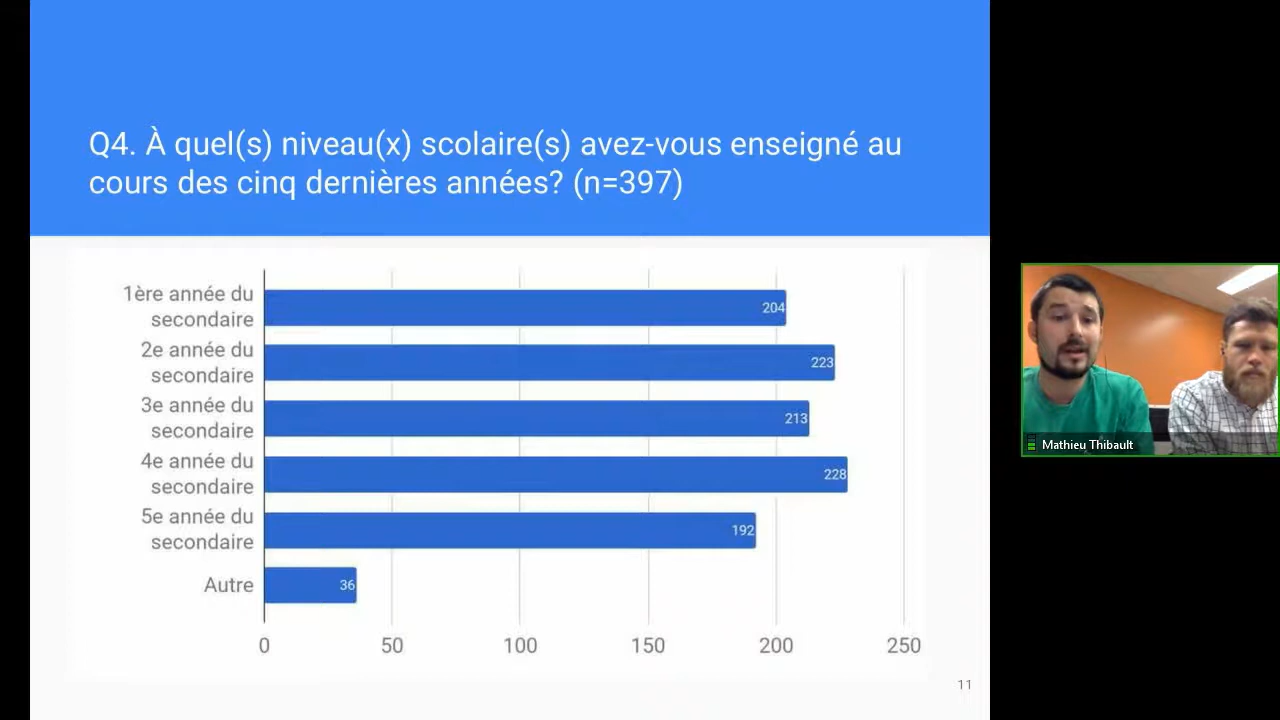 Q4. À quel(s) niveau(x) scolaire(s) avez-vous enseigné au
cours des cinq dernières années? (n=397)
1ère année du
secondaire
204
2e année du
secondaire
223
3e année du
secondaire
213
4e année du
secondaire
228
5e année du
secondaire
192
Autre
36
0
50
100
150
200
250
11
Mathieu Thibault